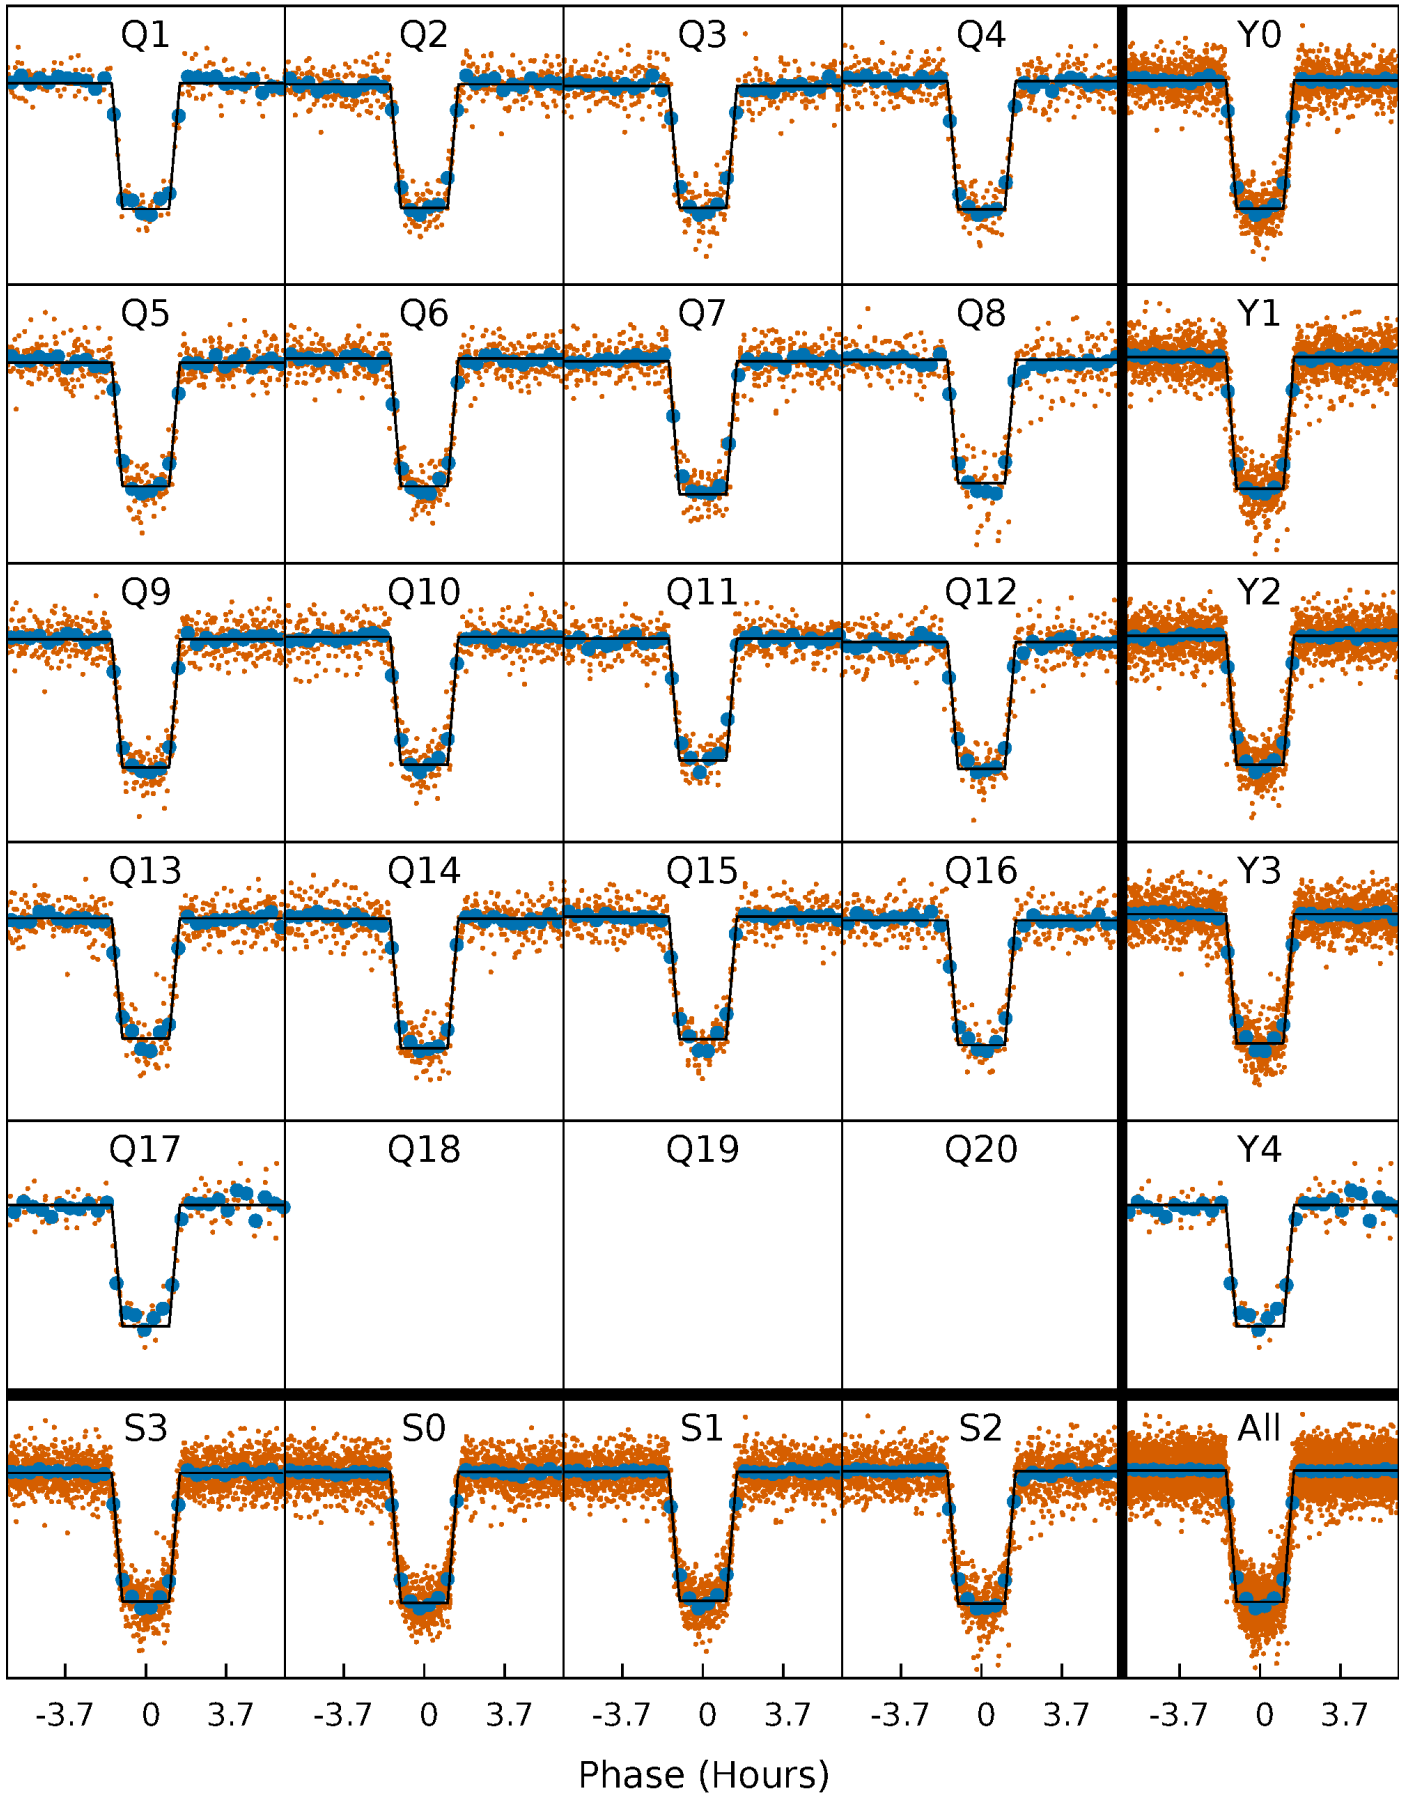 Q1 Q2 Q3 Q4 Y0
Q5 Q6 Q7 Q8 Y1
Q9 Q10 Q11 Q12 Y2
Q13 Q14 Q15 Q16 Y3
Q17 Q18 Q19 Q20 Y4
S3 S0 S1 S2 All
-3.7 0 3.7 -3.7 0 3.7 -3.7 0 3.7 -3.7 0 3.7 -3.7 0 3.7
Phase (Hours)